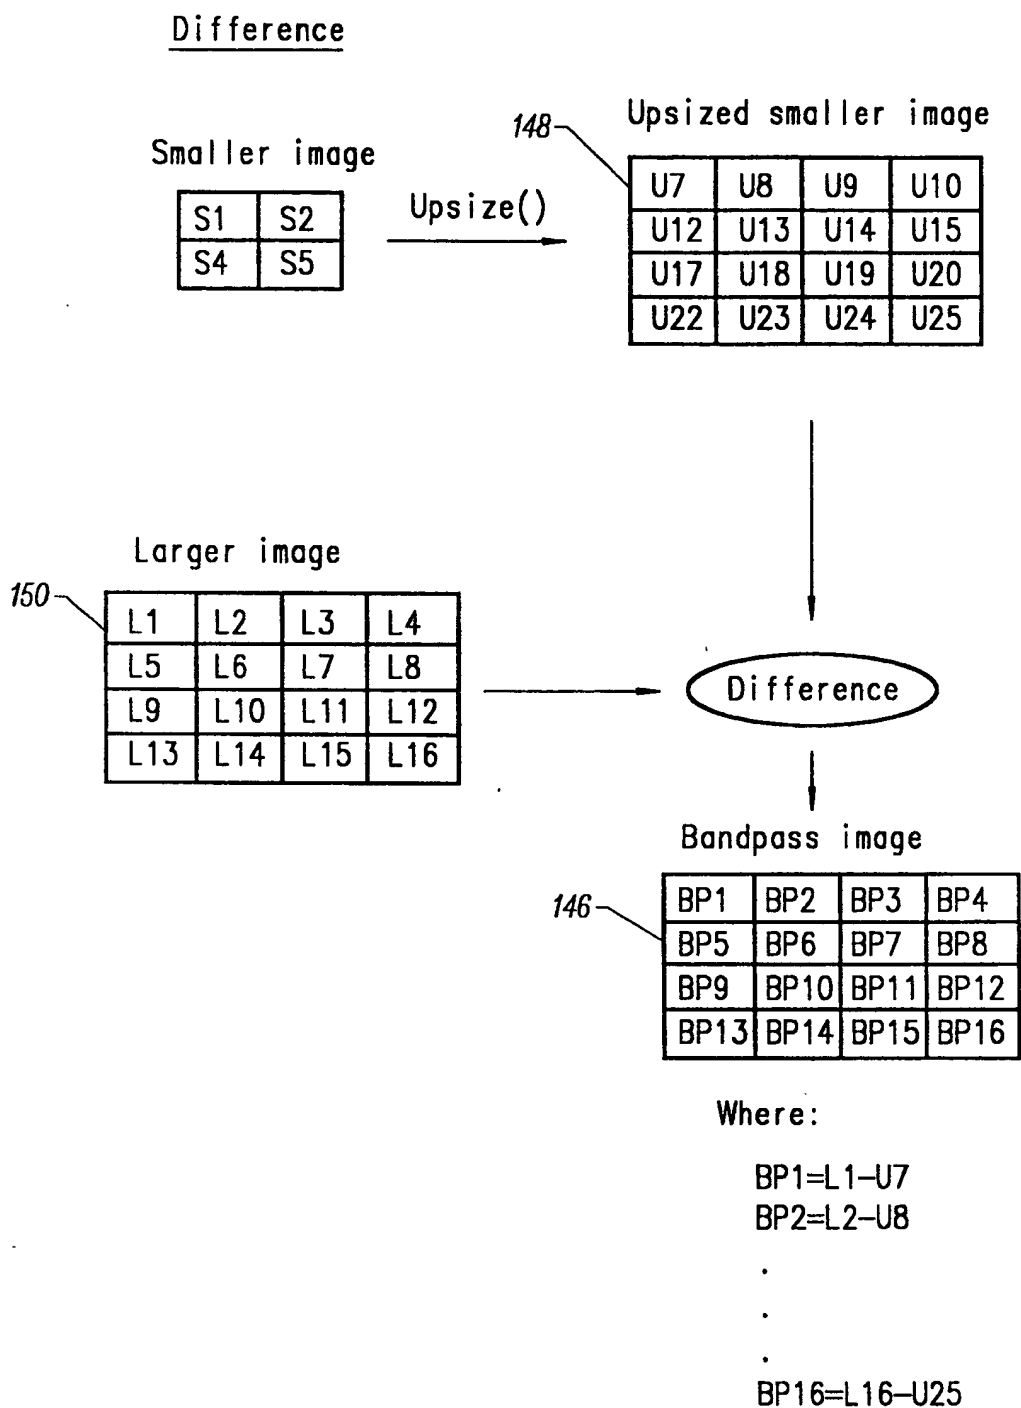 Difference
Smaller image
S1 S2
S4 S5
Upsize()
148
Upsized smaller image
U7 U8 U9 U10
U12 U13 U14 U15
U17 U18 U19 U20
U22 U23 U24 U25
Larger image
150
L1 L2 L3 L4
L5 L6 L7 L8
L9 L10 L11 L12
L13 L14 L15 L16
Difference
Bandpass image
146
BP1 BP2 BP3 BP4
BP5 BP6 BP7 BP8
BP9 BP10 BP11 BP12
BP13 BP14 BP15 BP16
Where:
BP1=L1-U7
BP2=L2-U8
.
.
.
BP16=L16-U25